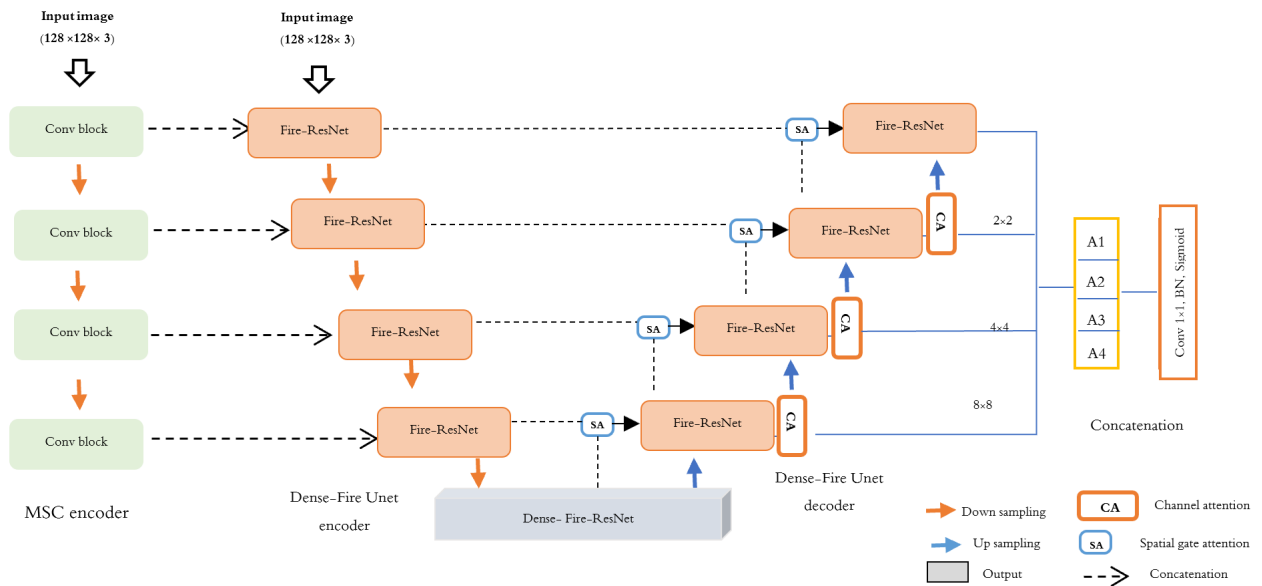 Input image
(128 ×128× 3)
Input image
(128 ×128× 3)
Conv block
Fire-ResNet
SA
Fire-ResNet
Conv block
Fire-ResNet
SA
Fire-ResNet
CA
2×2
Conv block
Fire-ResNet
SA
Fire-ResNet
CA
4×4
Conv block
Fire-ResNet
SA
Fire-ResNet
CA
8×8
A1
A2
A3
A4
Conv 1×1, BN, Sigmoid
Concatenation
MSC encoder
Dense-Fire Unet
encoder
Dense- Fire-ResNet
Dense-Fire Unet
decoder
Down sampling
CA
Channel attention
Up sampling
SA
Spatial gate attention
Output
Concatenation